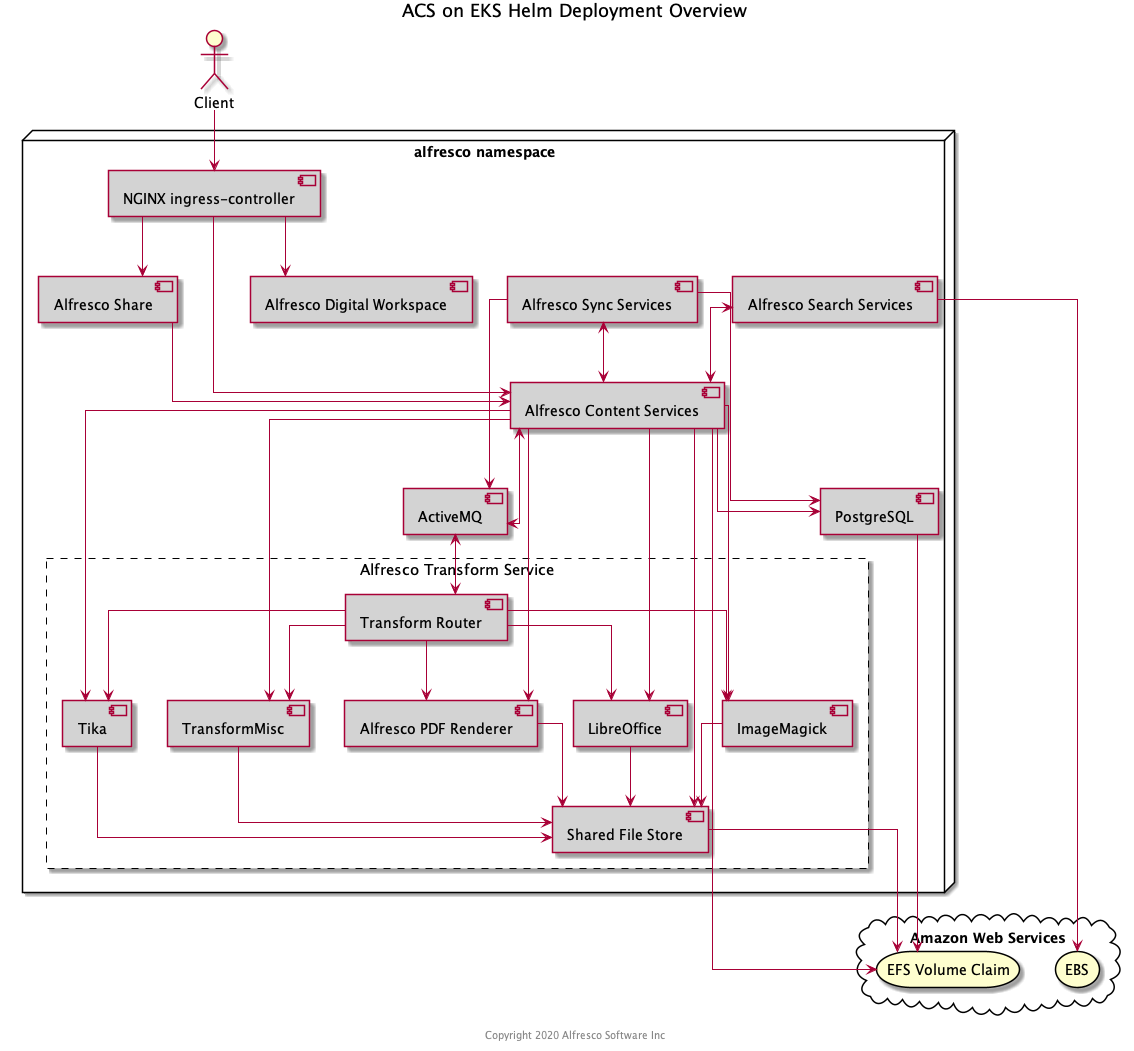 ACS on EKS Helm Deployment Overview
Client
alfresco namespace
NGINX ingress-controller
Alfresco Share
Alfresco Digital Workspace
Alfresco Sync Services
Alfresco Search Services
Alfresco Content Services
ActiveMQ
PostgreSQL
Alfresco Transform Service
Transform Router
Tika
TransformMisc
Alfresco PDF Renderer
LibreOffice
ImageMagick
Shared File Store
Amazon Web Services
EFS Volume Claim
EBS
Copyright 2020 Alfresco Software Inc